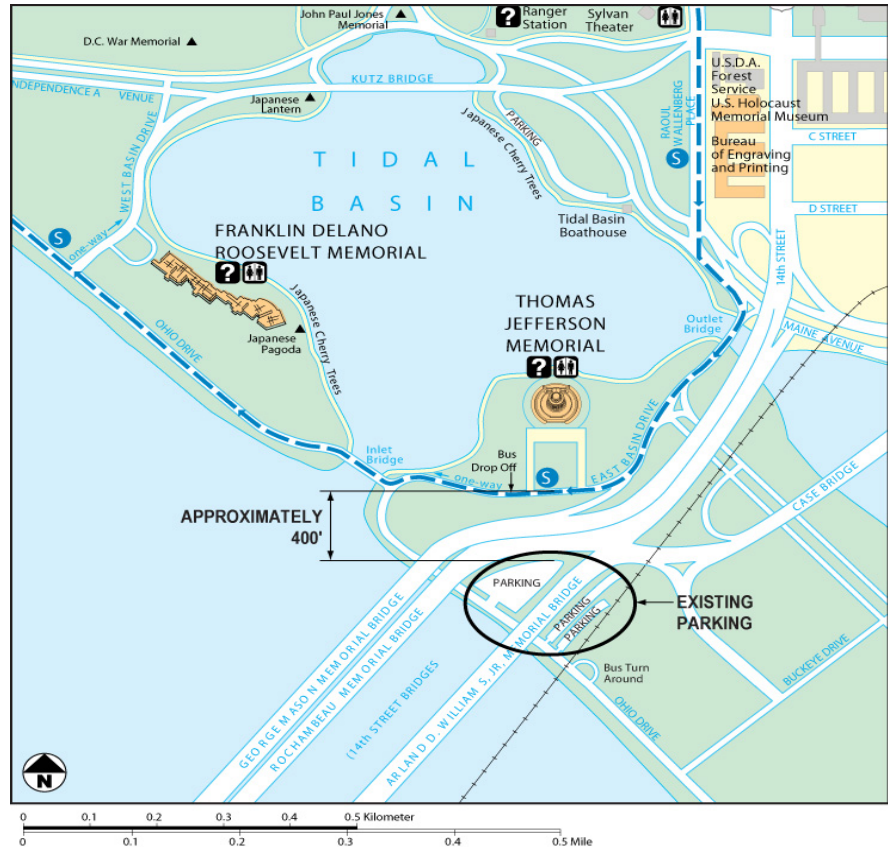 John Paul Jones
Memorial
?
Ranger
Station
Sylvan
Theater
D.C. War Memorial
INDEPENDENCE A VENUE
KUTZ BRIDGE
Japanese
Lantern
PARKING
Japanese Cherry Trees
RAOUL
W ALLENBERG
PLACE
S
U.S.D.A.
Forest
Service
U.S. Holocaust
Memorial Museum
Bureau
of Engraving
and Printing
C STREET
D STREET
14th STREET
WEST BASIN DRIVE
one-way
S
TIDAL
BASIN
Tidal Basin
Boathouse
FRANKLIN DELANO
ROOSEVELT MEMORIAL
?
Japanese Cherry Trees
Japanese
Pagoda
OHIO DRIVE
THOMAS
JEFFERSON
MEMORIAL
?
Outlet
Bridge
MAINE AVENUE
Inlet
Bridge
Bus
Drop Off
one-way
S
EAST BASIN DRIVE
CASE BRIDGE
APPROXIMATELY
400'
PARKING
PARKING
PARKING
EXISTING
PARKING
Bus Turn
Around
BUCKEYE DRIVE
OHIO DRIVE
GEORGE MASON MEMORIAL BRIDGE
ROCHAMBEAU MEMORIAL BRIDGE
(14th STREET BRIDGES
ARLAND D. WILLIAM S, JR. MEMORIAL BRIDGE
N
0 0.1 0.2 0.3 0.4 0.5 Kilometer
0 0.1 0.2 0.3 0.4 0.5 Mile